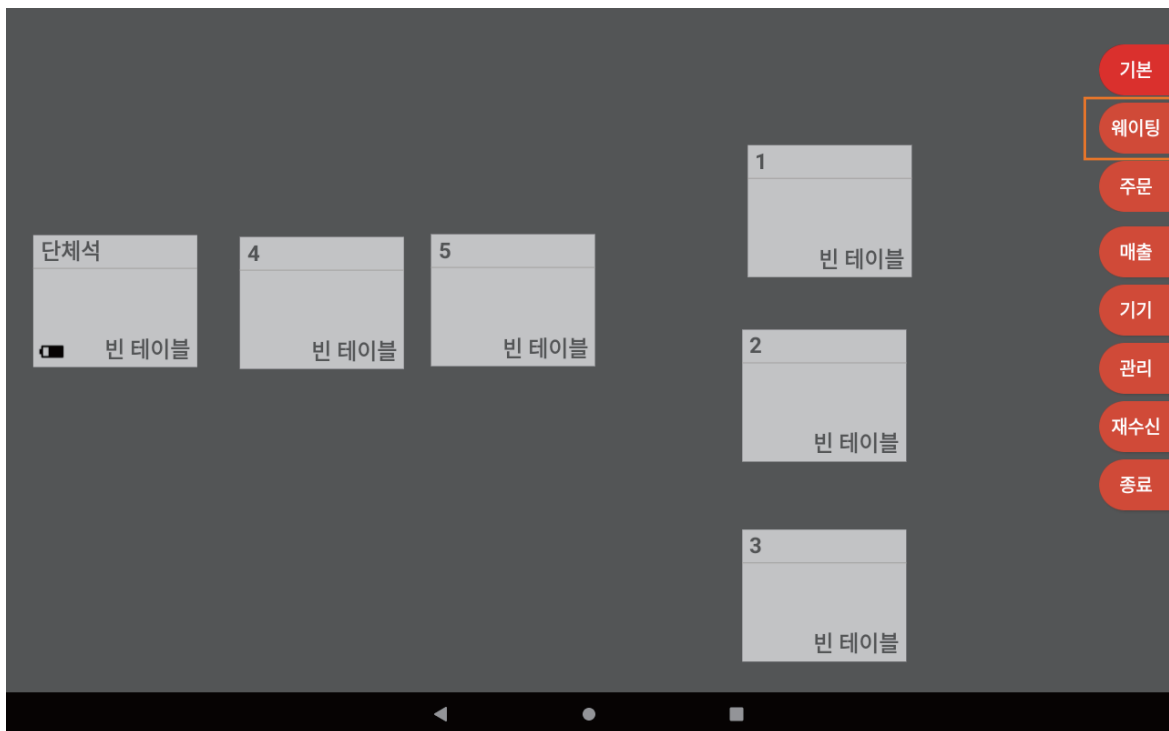 단체석
빈 테이블
4
빈 테이블
5
빈 테이블
1
빈 테이블
2
빈 테이블
3
빈 테이블
기본
웨이팅
주문
매출
기기
관리
재수신
종료